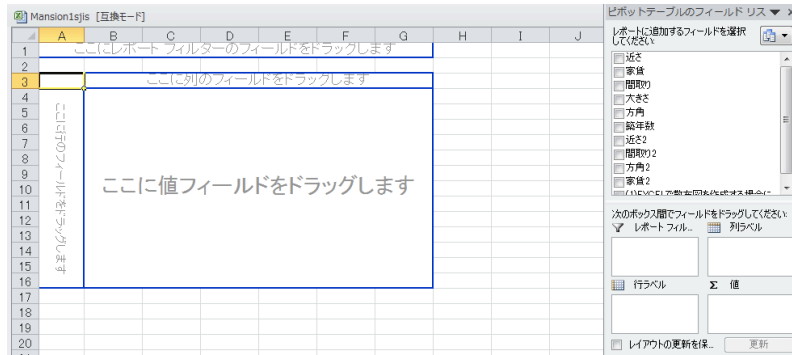 Mansion1sjis [互換モード]
A B C D E F G H I J
1
ここにレポート フィルターのフィールドをドラッグします
2
3
ここに列のフィールドをドラッグします
4
5
6
7
8
9
10
11
12
13
14
15
16
17
18
19
20
ここに行のフィールドをドラッグします
ここに値フィールドをドラッグします
ピボットテーブルのフィールド リスト
レポートに追加するフィールドを選択
してください:
近さ
家賃
間取り
大きさ
方角
築年数
近さ2
間取り2
方角2
家賃2
次のボックス間でフィールドをドラッグしてください:
レポート フィル...
列ラベル
行ラベル
Σ 値
レイアウトの更新を保...
更新